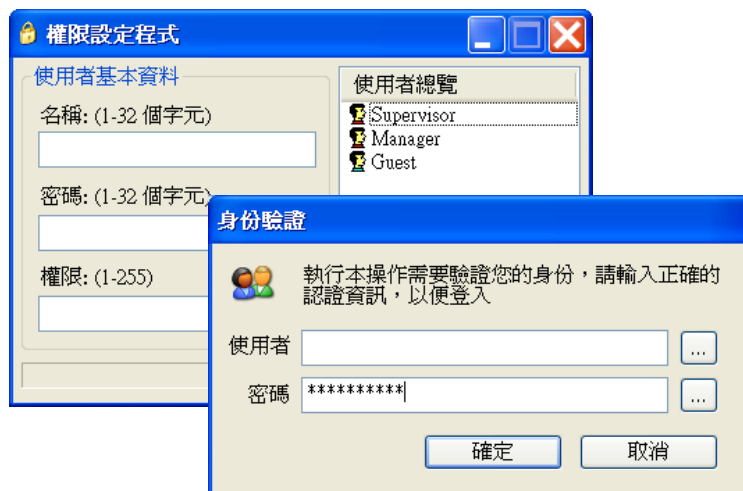 權限設定程式
使用者基本資料
名稱: (1-32 個字元)
密碼: (1-32 個字元)
權限: (1-255)
使用者總覽
Supervisor
Manager
Guest
身份驗證
執行本操作需要驗證您的身份，請輸入正確的
認證資訊，以便登入
使用者
...
密碼
**********
...
確定
取消